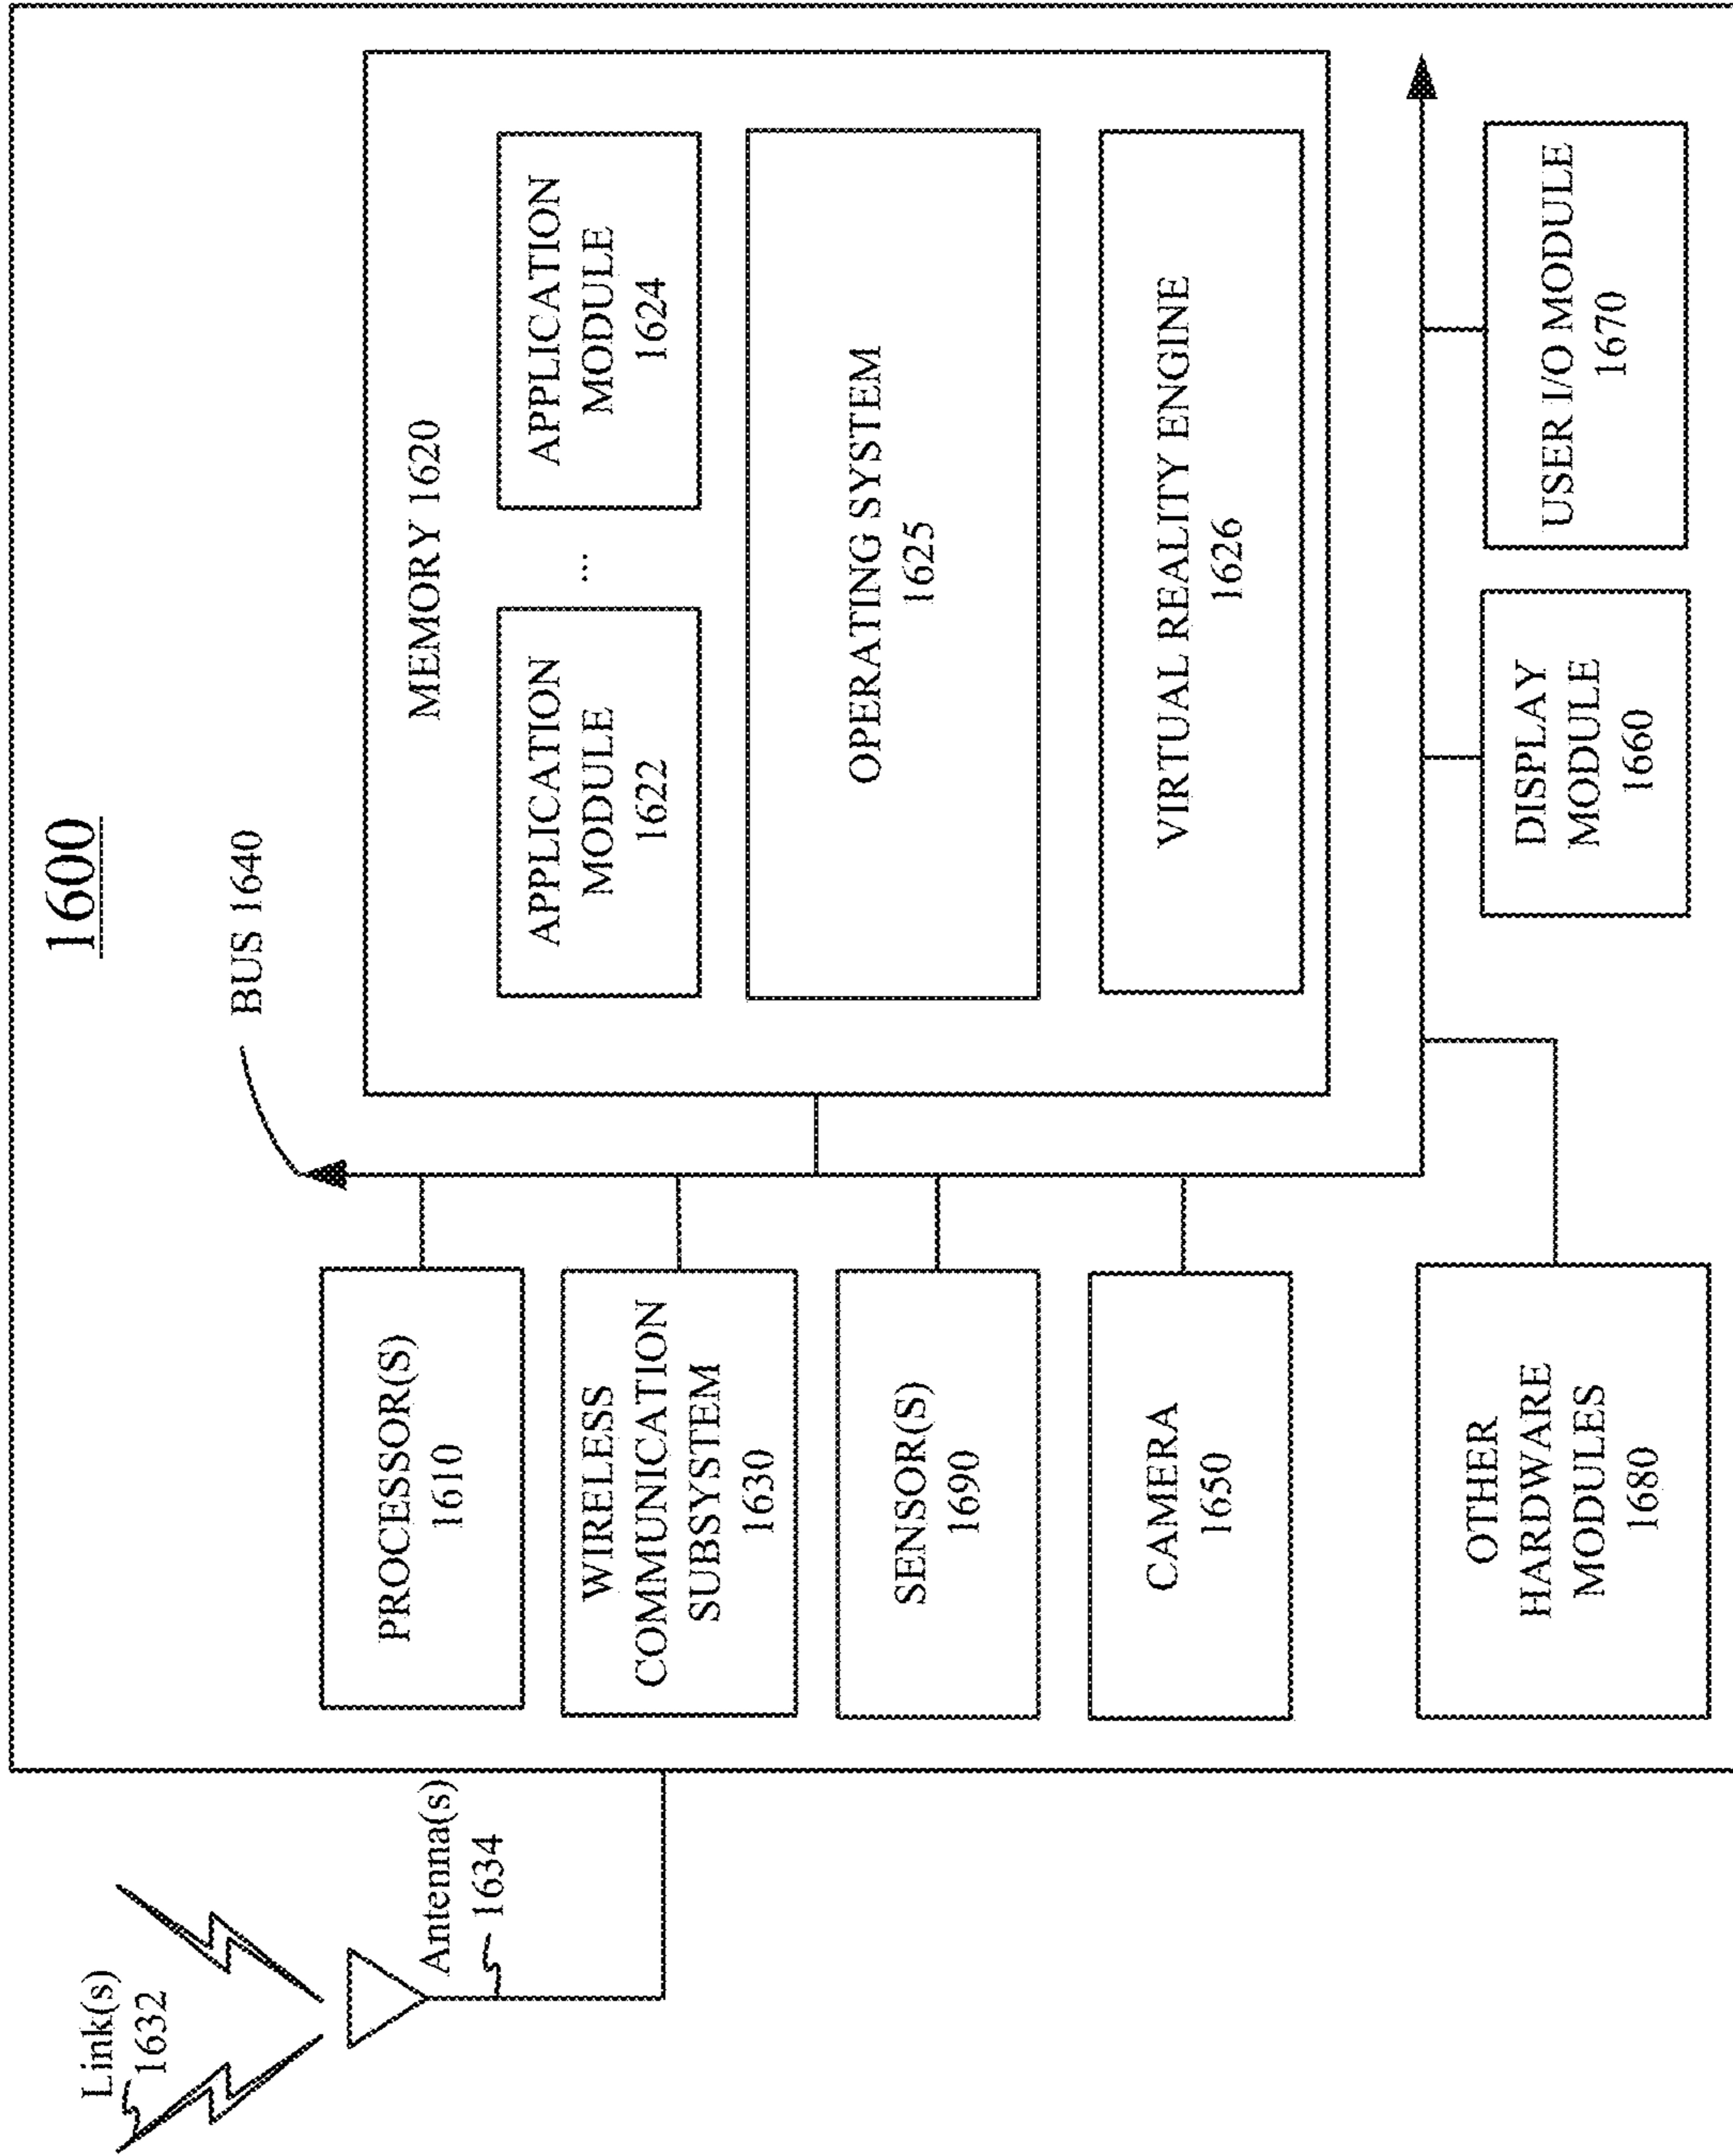 1600
Link(s)
1632
Antenna(s)
1634
BUS 1640
PROCESSOR(S)
1610
WIRELESS
COMMUNICATION
SUBSYSTEM
1630
SENSOR(S)
1690
CAMERA
1650
OTHER
HARDWARE
MODULES
1680
MEMORY 1620
APPLICATION
MODULE
1622
...
APPLICATION
MODULE
1624
OPERATING SYSTEM
1625
VIRTUAL REALITY ENGINE
1626
DISPLAY
MODULE
1660
USER I/O MODULE
1670